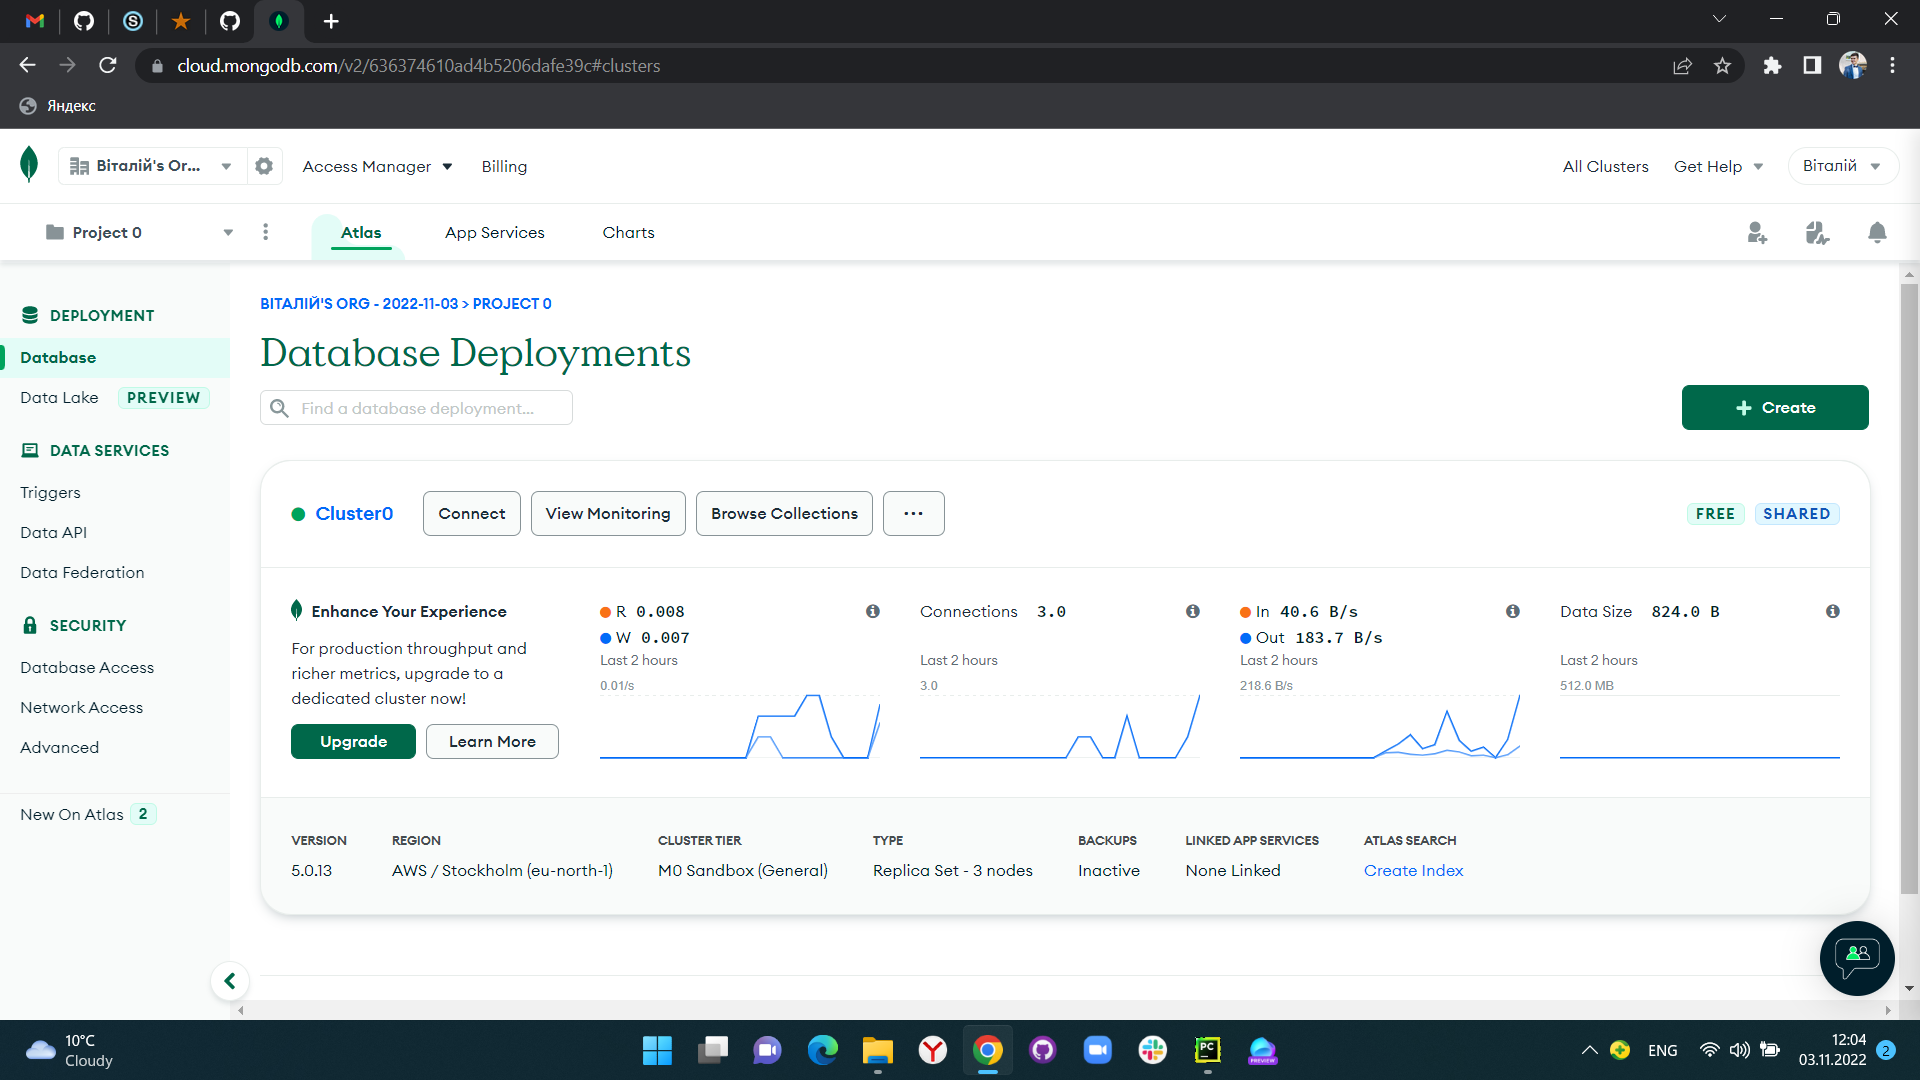 cloud.mongodb.com/v2/636374610ad4b5206dafe39c#clusters
Яндекс
Віталій's Or...
Access Manager
Billing
All Clusters
Get Help
Віталій
Project 0
Atlas
App Services
Charts
DEPLOYMENT
Database
Data Lake PREVIEW
DATA SERVICES
Triggers
Data API
Data Federation
SECURITY
Database Access
Network Access
Advanced
New On Atlas 2
ВІТАЛІЙ'S ORG - 2022-11-03 > PROJECT 0
Database Deployments
Find a database deployment...
+ Create
Cluster0
Connect
View Monitoring
Browse Collections
...
FREE
SHARED
Enhance Your Experience
For production throughput and
richer metrics, upgrade to a
dedicated cluster now!
Upgrade
Learn More
R 0.008
W 0.007
Last 2 hours
0.01/s
Connections 3.0
Last 2 hours
3.0
In 40.6 B/s
Out 183.7 B/s
Last 2 hours
218.6 B/s
Data Size 824.0 B
Last 2 hours
512.0 MB
VERSION
5.0.13
REGION
AWS / Stockholm (eu-north-1)
CLUSTER TIER
M0 Sandbox (General)
TYPE
Replica Set - 3 nodes
BACKUPS
Inactive
LINKED APP SERVICES
None Linked
ATLAS SEARCH
Create Index
10°C
Cloudy
PC
PREVIEW
ENG
12:04
03.11.2022
2